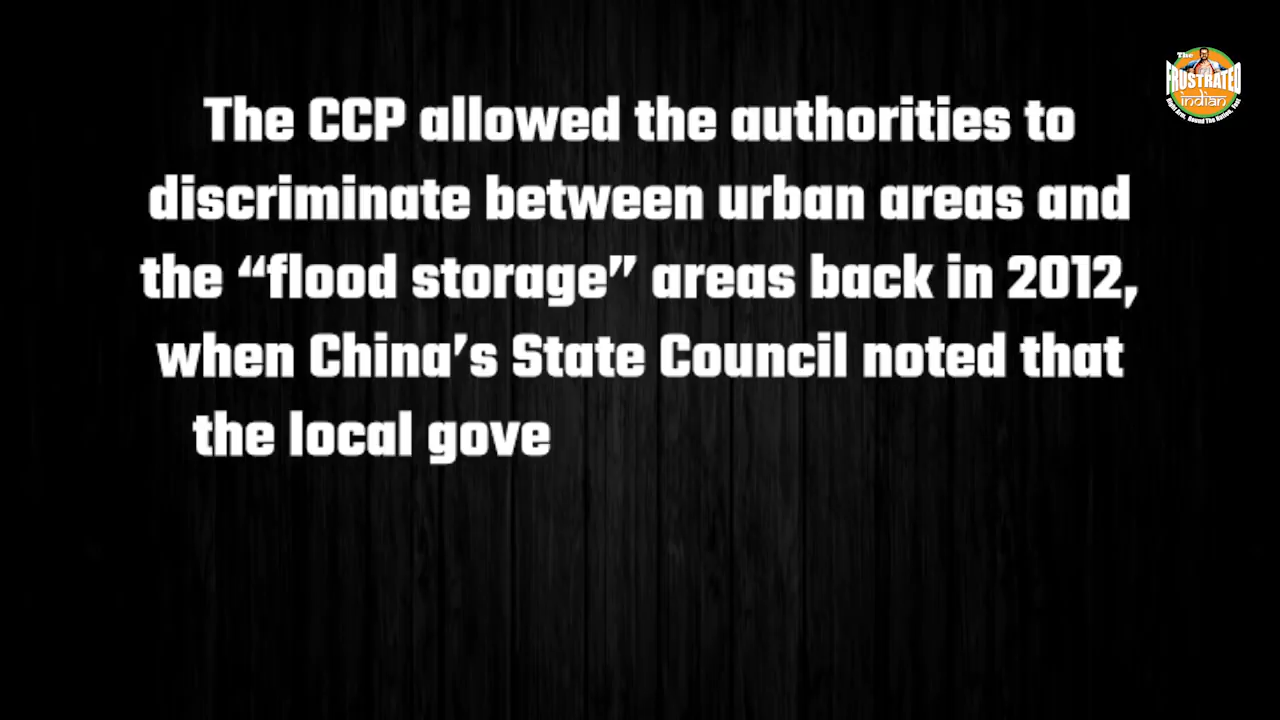 The CCP allowed the authorities to
discriminate between urban areas and
the “flood storage” areas back in 2012,
when China’s State Council noted that
the local gove
The
FRUSTRATED
indian